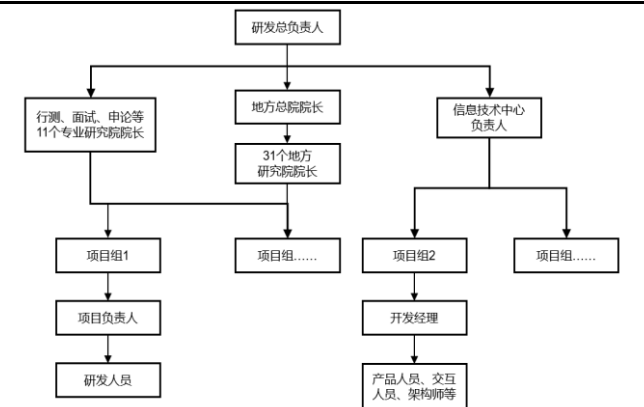 研发总负责人
行测、面试、申论等
11个专业研究院院长
地方总院院长
信息技术中心
负责人
31个地方
研究院院长
项目组1
项目组……
项目组2
项目组……
项目负责人
开发经理
研发人员
产品人员、交互
人员、架构师等